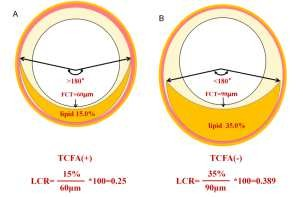 A
>180°
FCT=60μm
lipid 15.0%
TCFA(+)
LCR= 15%/60μm *100=0.25
B
<180°
FCT=90μm
lipid 35.0%
TCFA(-)
LCR= 35%/90μm *100=0.389